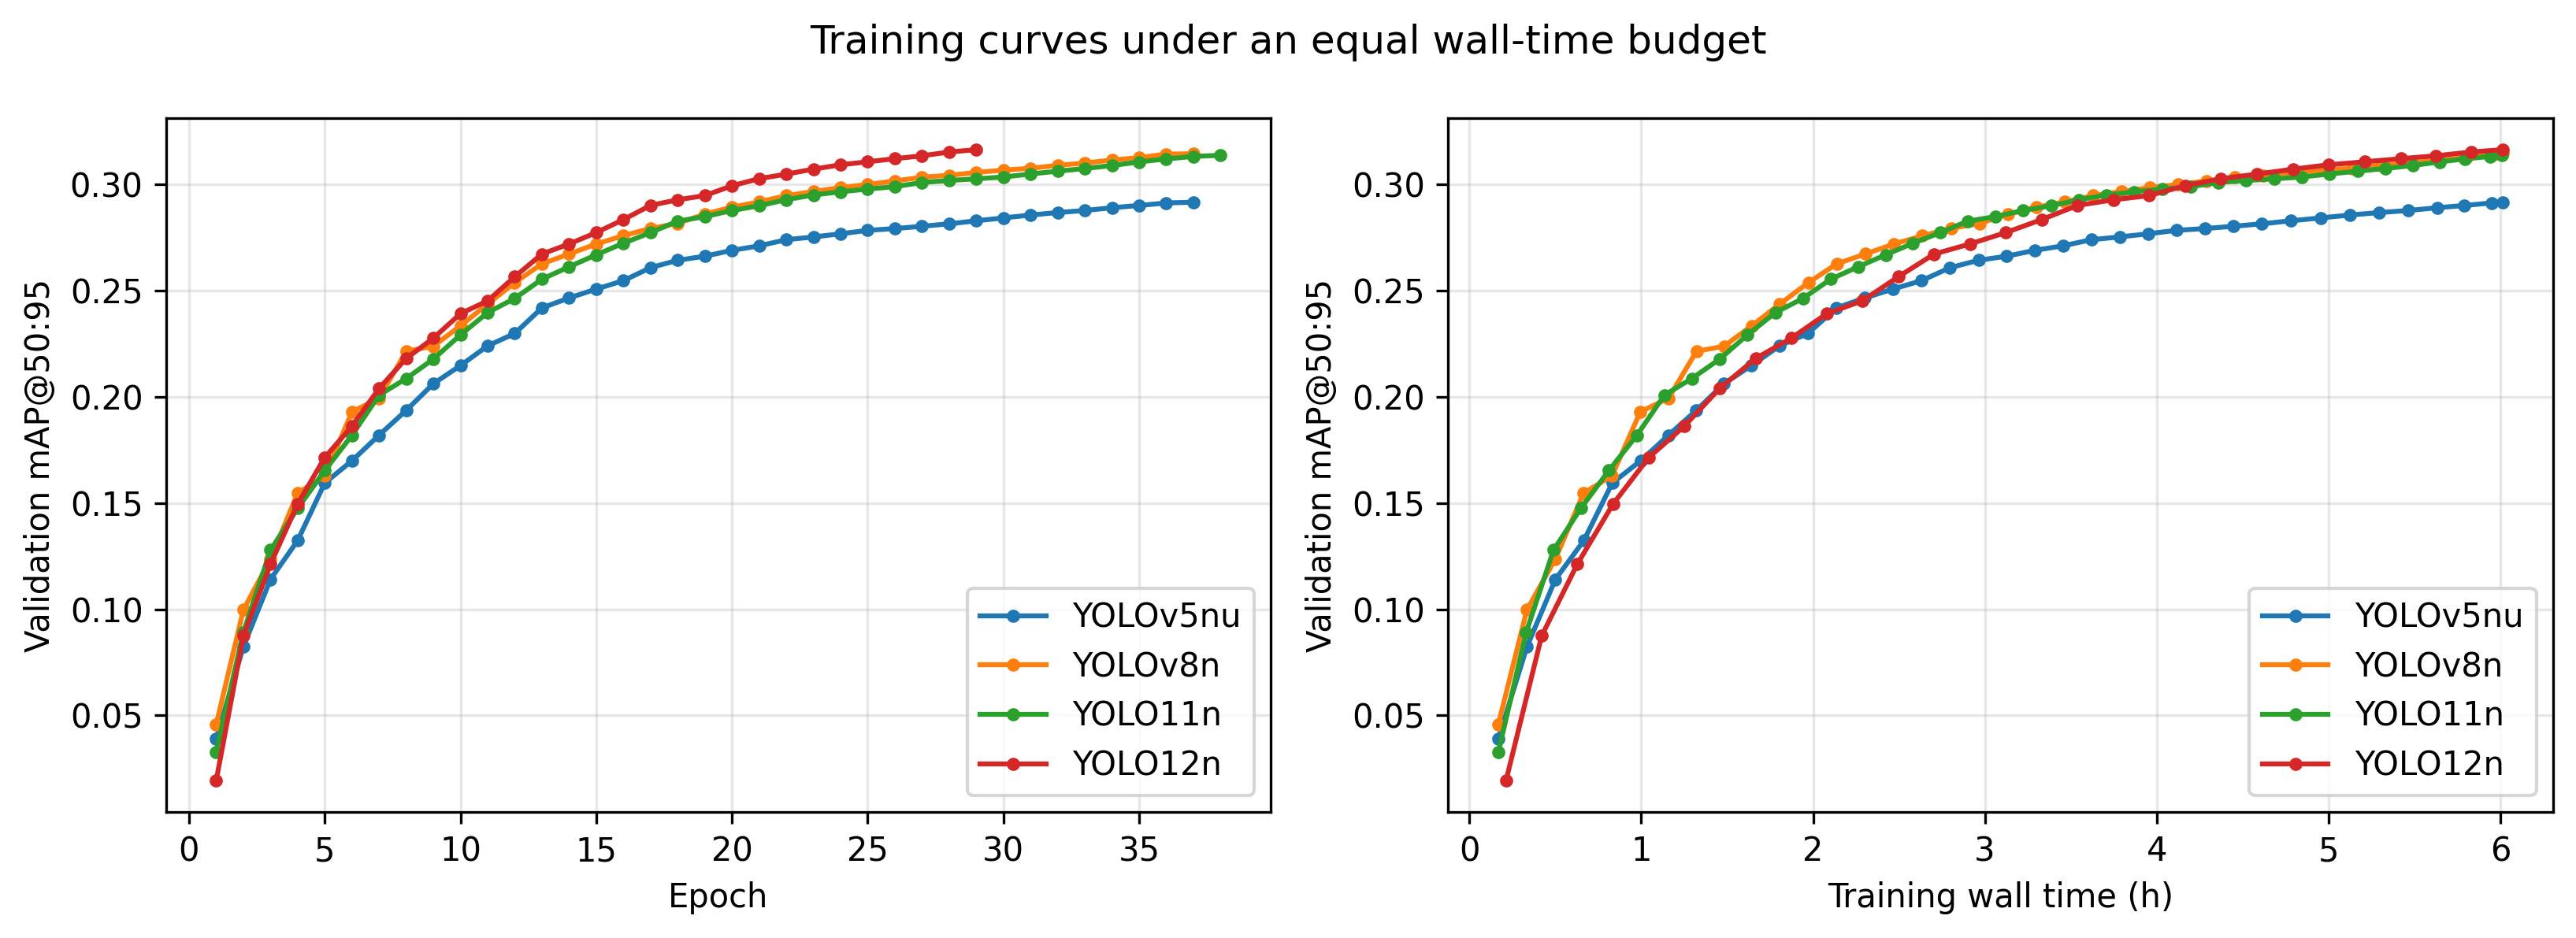 Training curves under an equal wall-time budget
Validation mAP@50:95
0.30
0.25
0.20
0.15
0.10
0.05
0 5 10 15 20 25 30 35
Epoch
YOLOv5nu
YOLOv8n
YOLO11n
YOLO12n
Validation mAP@50:95
0.30
0.25
0.20
0.15
0.10
0.05
0 1 2 3 4 5 6
Training wall time (h)
YOLOv5nu
YOLOv8n
YOLO11n
YOLO12n